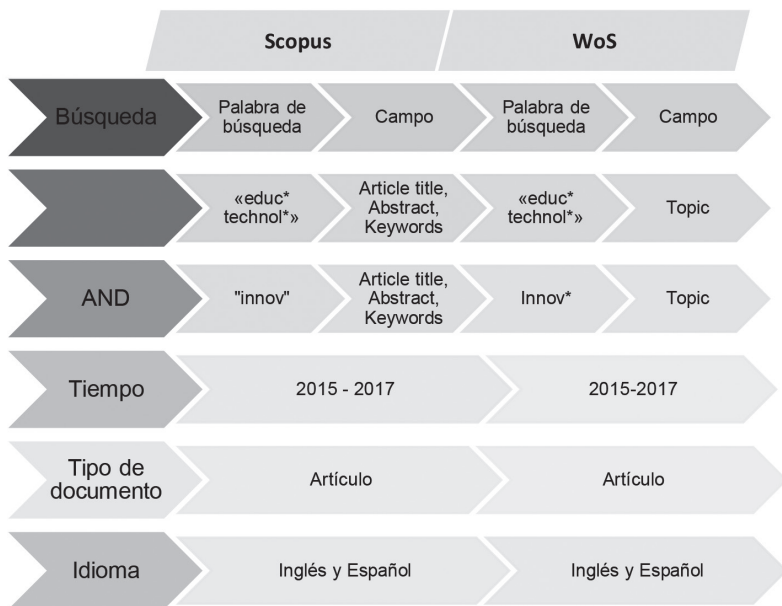 Scopus
WoS
Búsqueda
Palabra de
búsqueda
Campo
Palabra de
búsqueda
Campo
«educ*
technol*»
Article title,
Abstract,
Keywords
«educ*
technol*»
Topic
AND
"innov"
Article title,
Abstract,
Keywords
Innov*
Topic
Tiempo
2015 - 2017
2015-2017
Tipo de
documento
Artículo
Artículo
Idioma
Inglés y Español
Inglés y Español